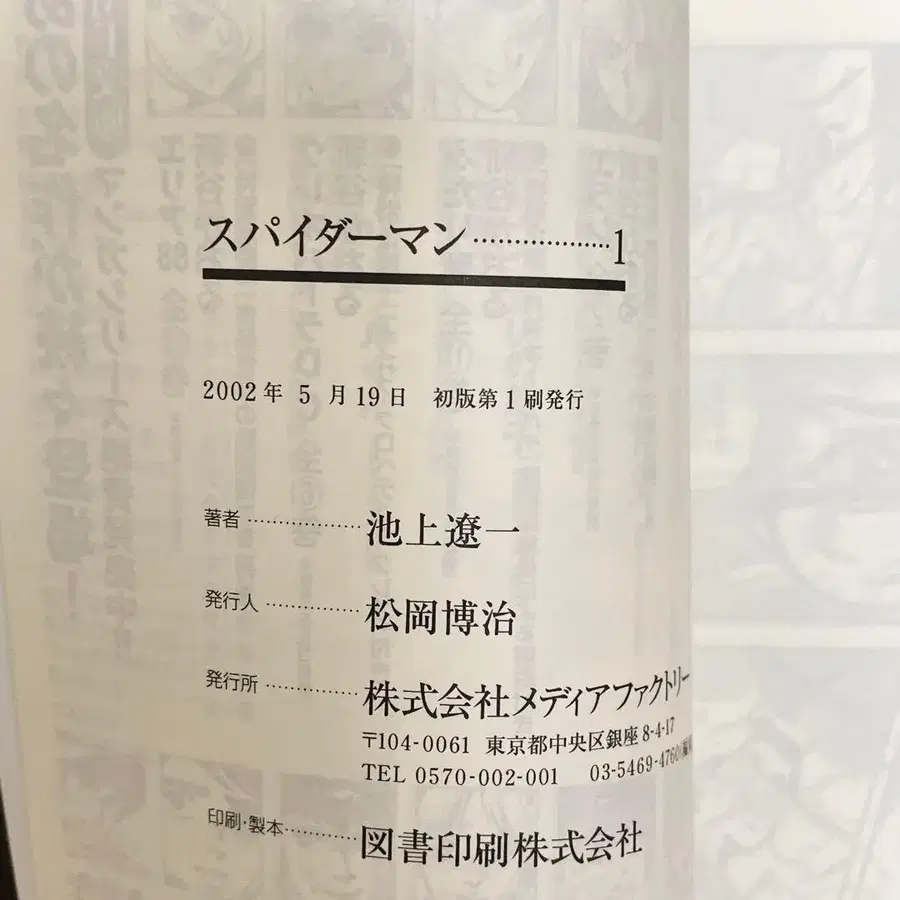 スパイダーマン………………1
2002年 5 月19日 初版第1刷発行
著者………………池上遼一
発行人……………松岡博治
発行所……………株式会社メディアファクトリー
〒104-0061 東京都中央区銀座 8-4-17
TEL 0570-002-001 03-5469-4760
印刷・製本…………図書印刷株式会社